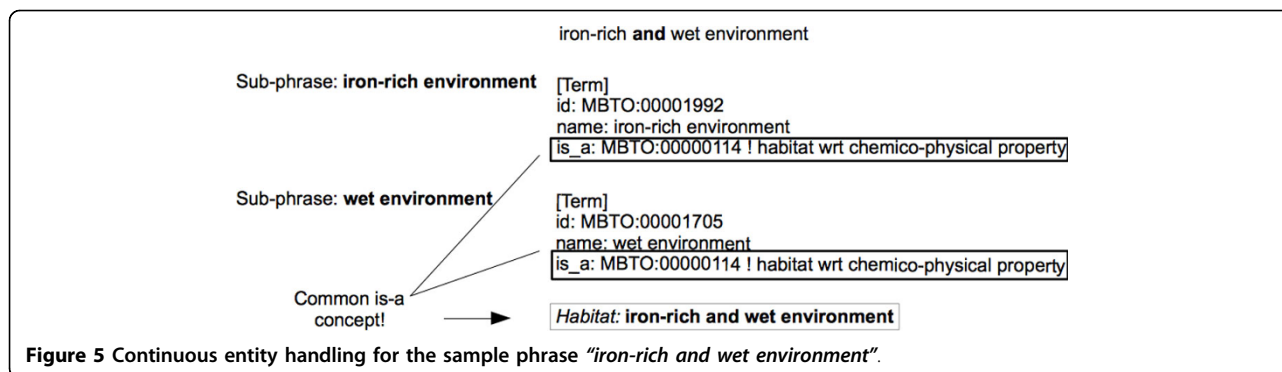 iron-rich and wet environment
Sub-phrase: iron-rich environment
[Term]
id: MBTO:00001992
name: iron-rich environment
is_a: MBTO:00000114 ! habitat wrt chemico-physical property
Sub-phrase: wet environment
[Term]
id: MBTO:00001705
name: wet environment
is_a: MBTO:00000114 ! habitat wrt chemico-physical property
Common is-a
concept!
Habitat: iron-rich and wet environment
Figure 5 Continuous entity handling for the sample phrase "iron-rich and wet environment".